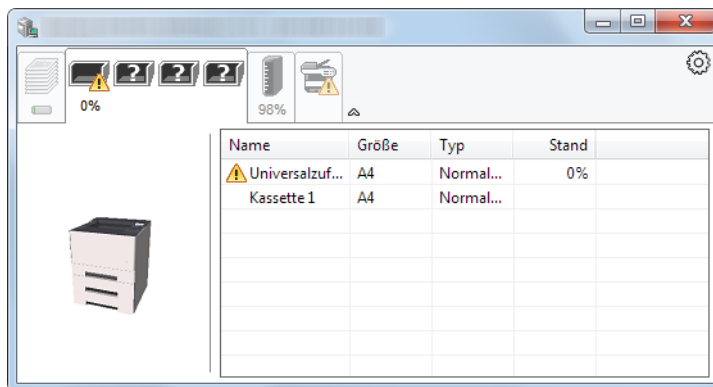 ? ? ?
0%
98%
Name Größe Typ Stand
Universalzuf... A4 Normal... 0%
Kassette 1 A4 Normal...